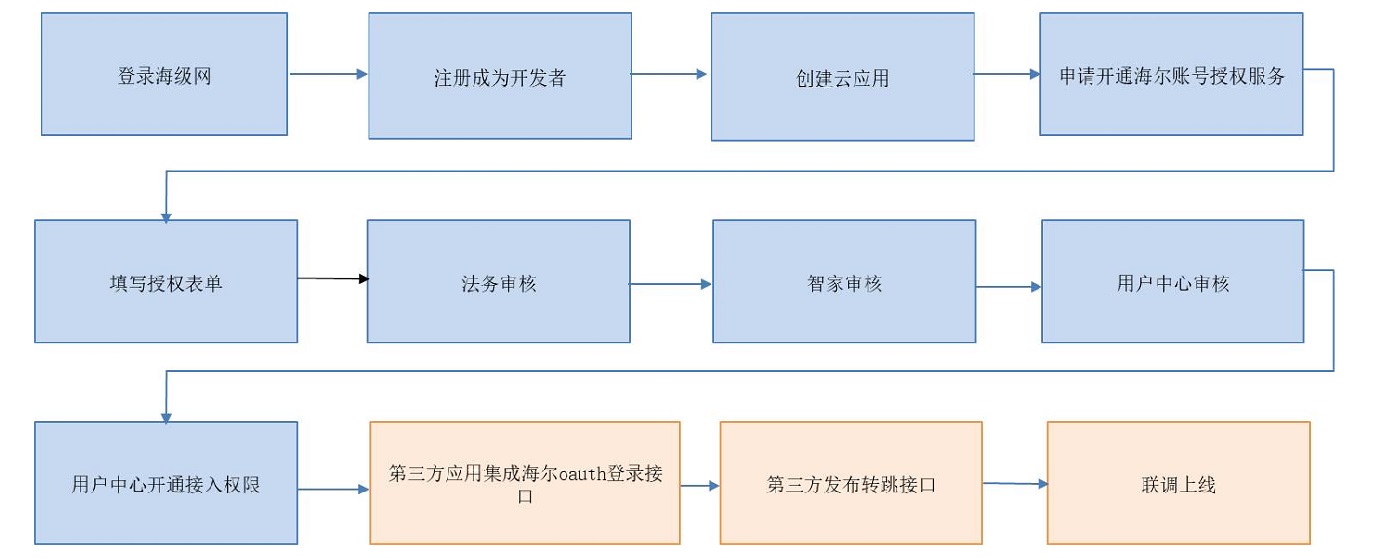 登录海级网
注册成为开发者
创建云应用
申请开通海尔账号授权服务
填写授权表单
法务审核
智家审核
用户中心审核
用户中心开通接入权限
第三方应用集成海尔oauth登录接
口
第三方发布转跳接口
联调上线